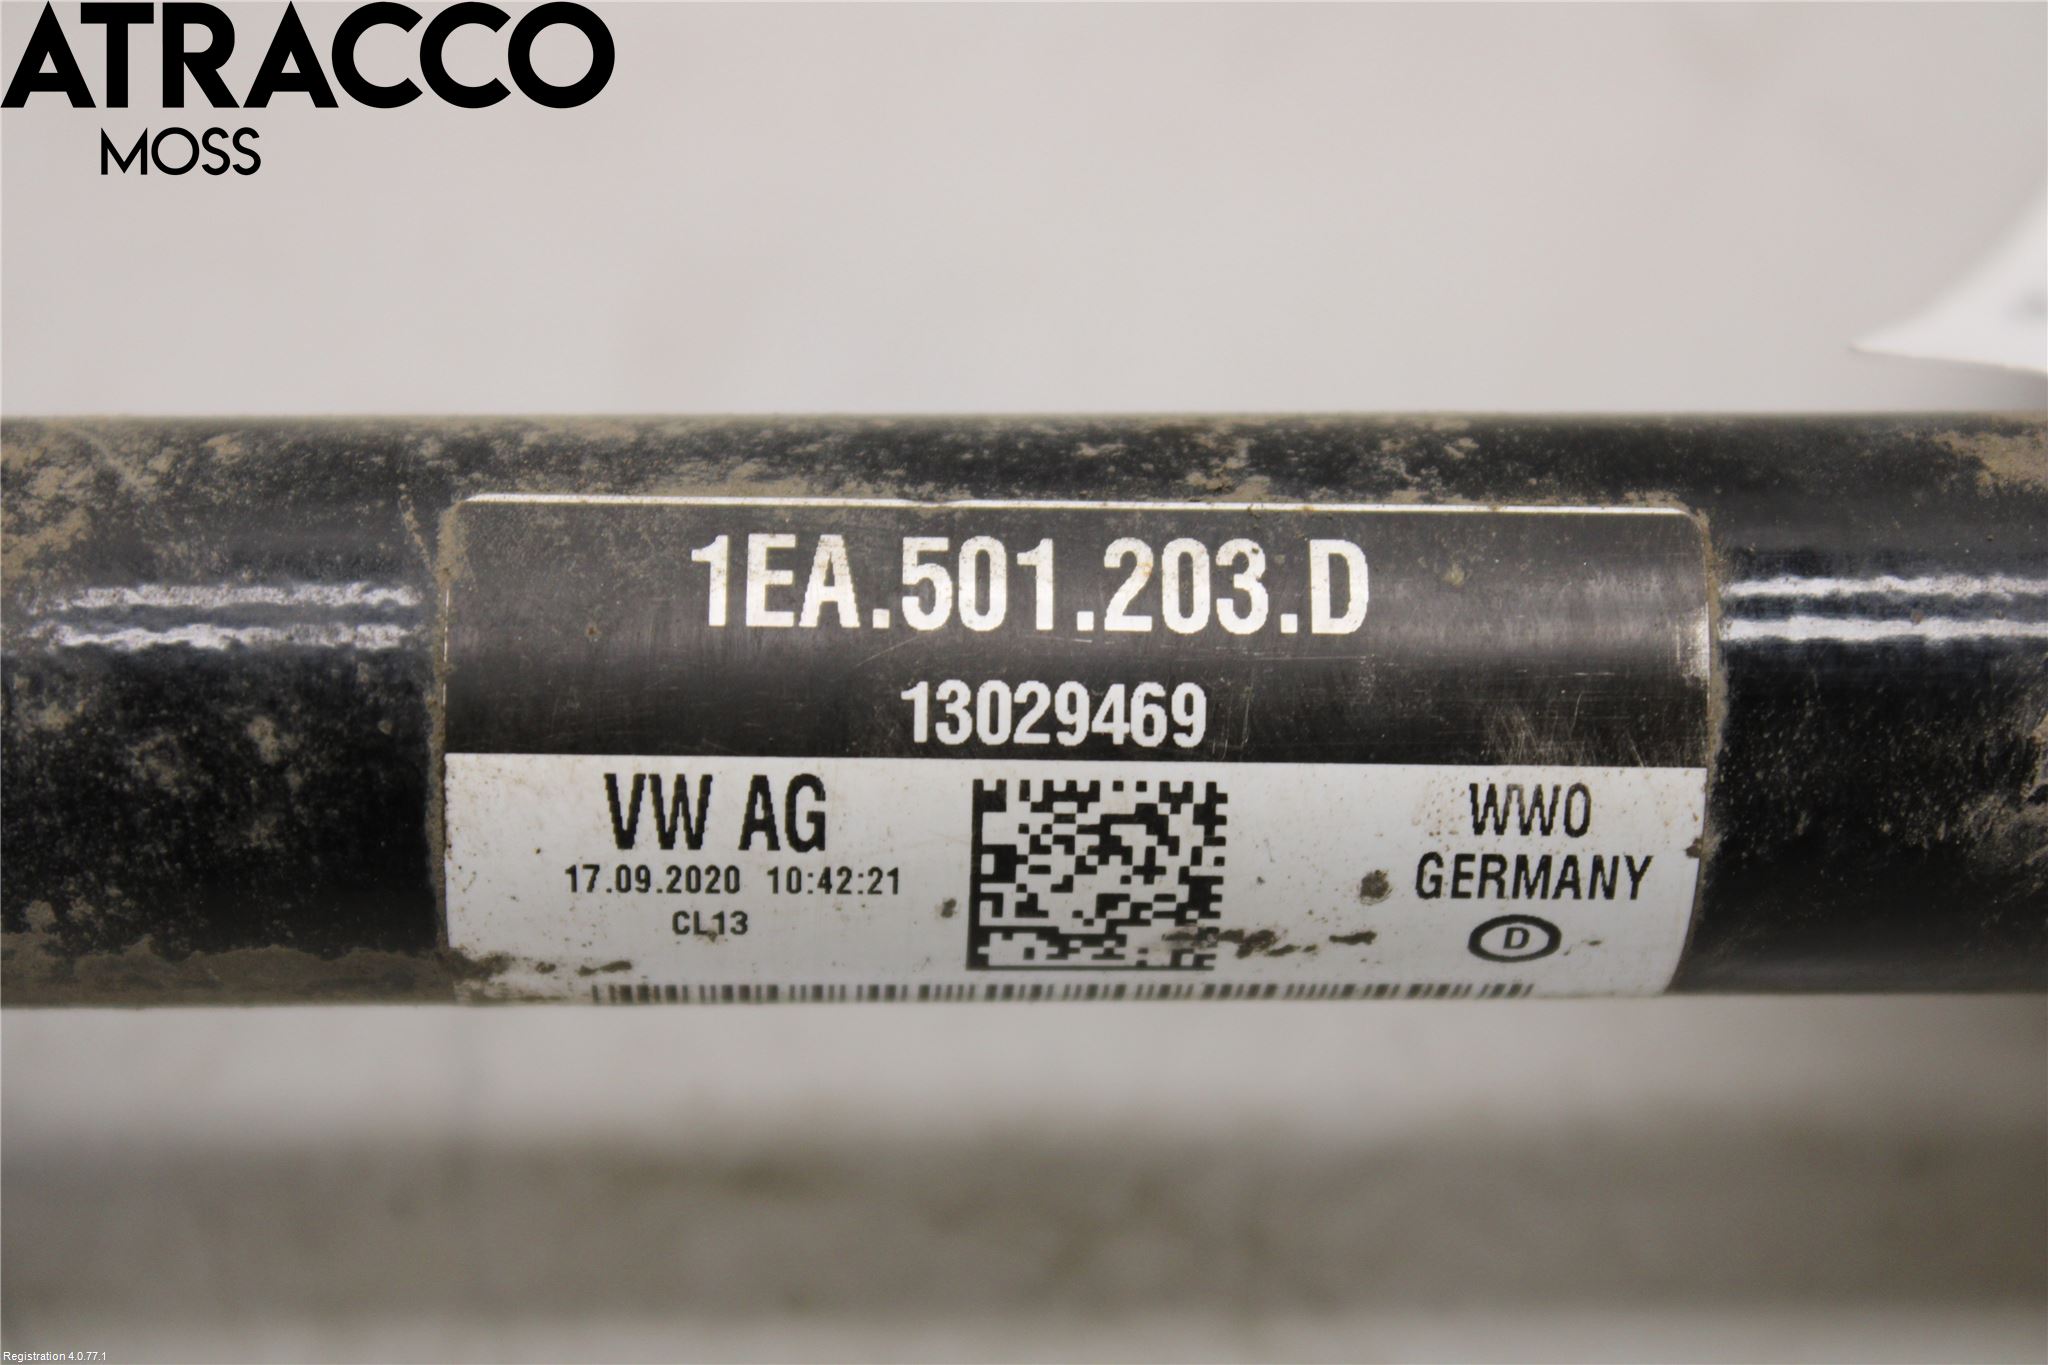 ATRACCO
MOSS
1EA.501.203.D
13029469
VW AG
17.09.2020 10:42:21
CL13
WWO
GERMANY
D
Registration 4.0.77.1